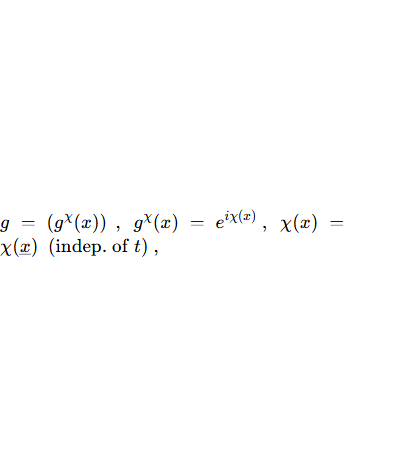 g = (g^χ(x)) , g^χ(x) = e^{iχ(x)} , χ(x) =
χ(x̲) (indep. of t) ,